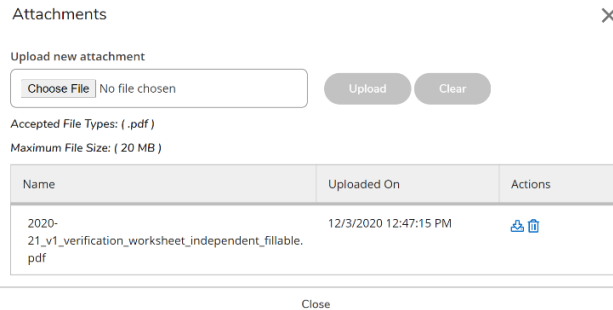 Attachments
Upload new attachment
Choose File No file chosen
Upload
Clear
Accepted File Types: ( .pdf )
Maximum File Size: ( 20 MB )
Name
Uploaded On
Actions
2020-
21_v1_verification_worksheet_independent_fillable.
pdf
12/3/2020 12:47:15 PM
Close